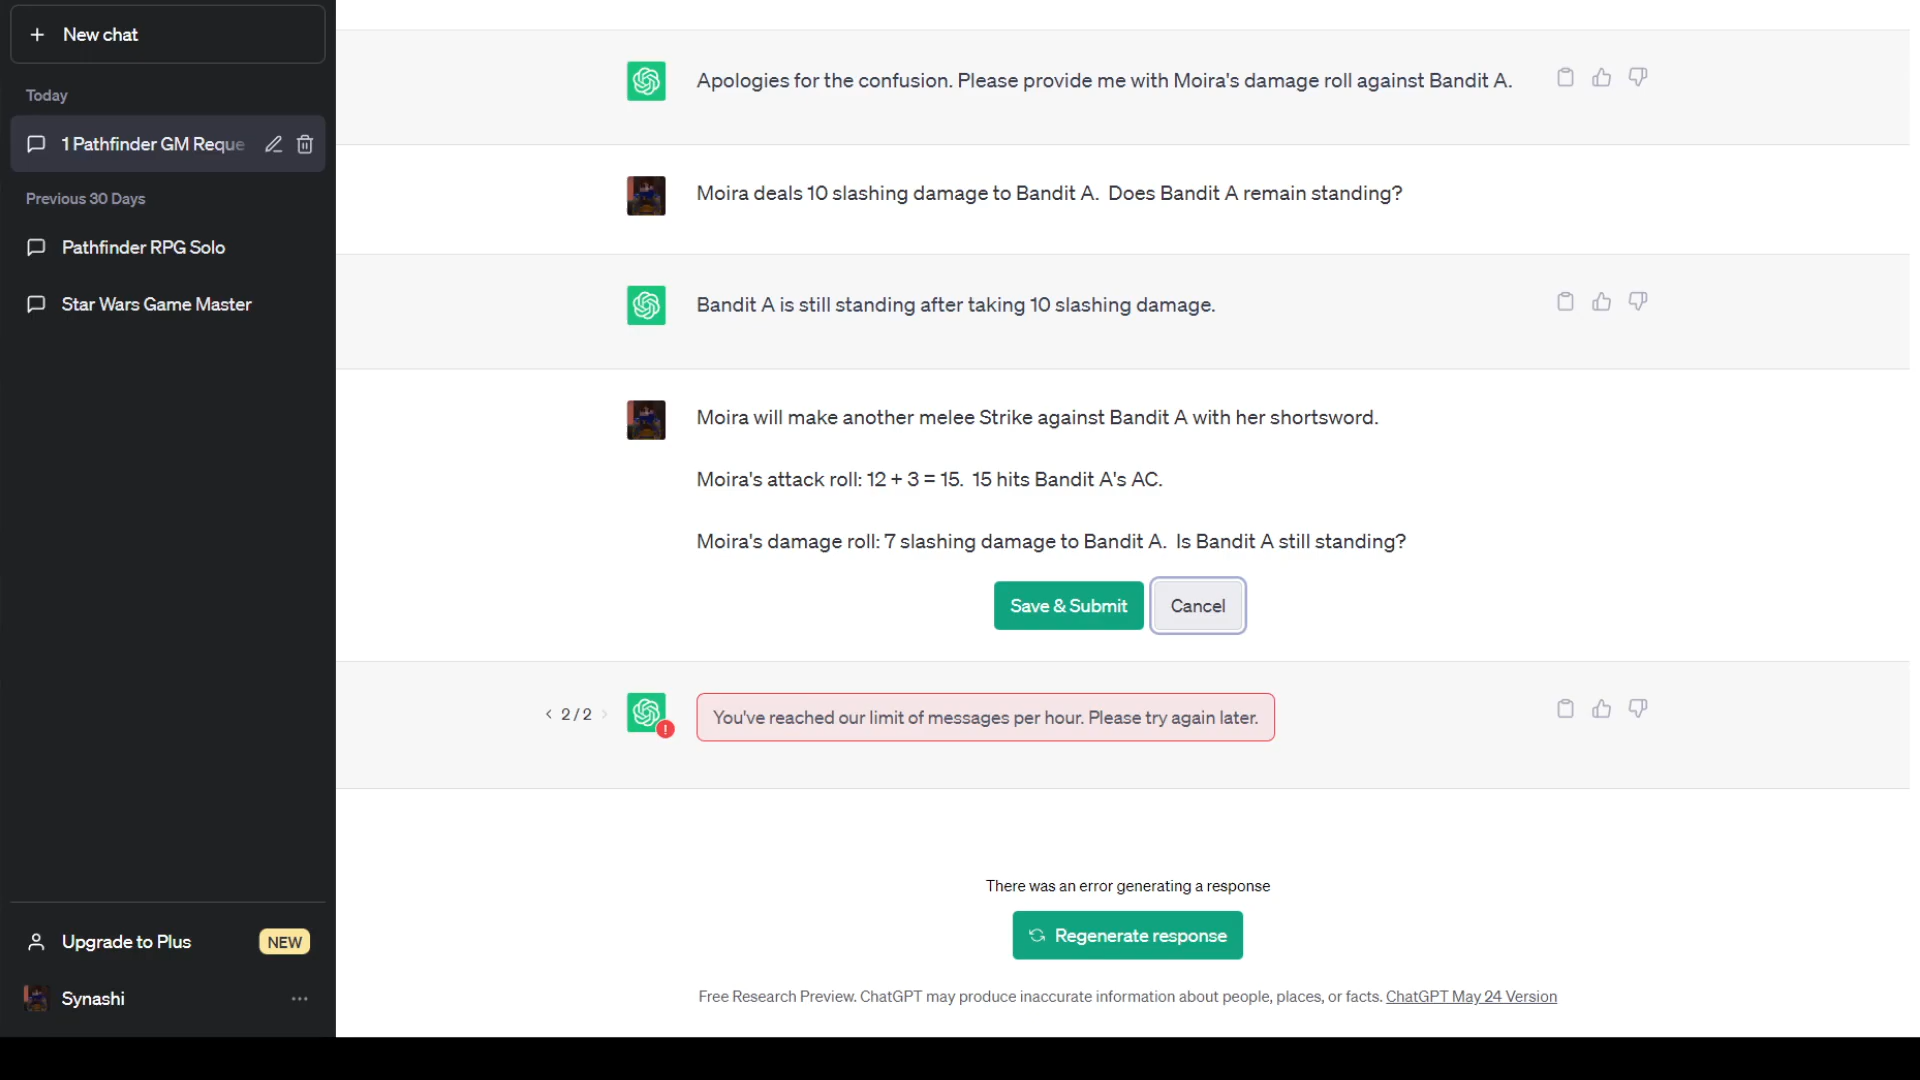 New chat
Today
1 Pathfinder GM Reque
Previous 30 Days
Pathfinder RPG Solo
Star Wars Game Master
Upgrade to Plus NEW
Synashi
Apologies for the confusion. Please provide me with Moira's damage roll against Bandit A.
Moira deals 10 slashing damage to Bandit A.  Does Bandit A remain standing?
Bandit A is still standing after taking 10 slashing damage.
Moira will make another melee Strike against Bandit A with her shortsword.
Moira's attack roll: 12 + 3 = 15.  15 hits Bandit A's AC.
Moira's damage roll: 7 slashing damage to Bandit A.  Is Bandit A still standing?
Save & Submit Cancel
< 2 / 2 >
You've reached our limit of messages per hour. Please try again later.
There was an error generating a response
Regenerate response
Free Research Preview. ChatGPT may produce inaccurate information about people, places, or facts. ChatGPT May 24 Version